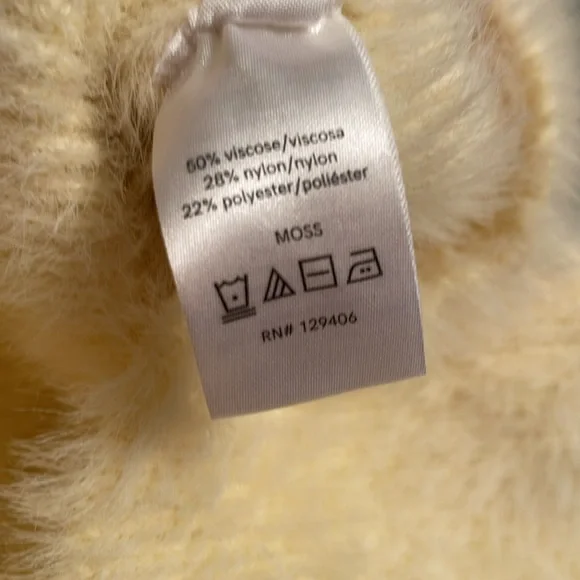 50% viscose/viscosa
28% nylon/nylon
22% polyester/poliéster
MOSS
RN# 129406